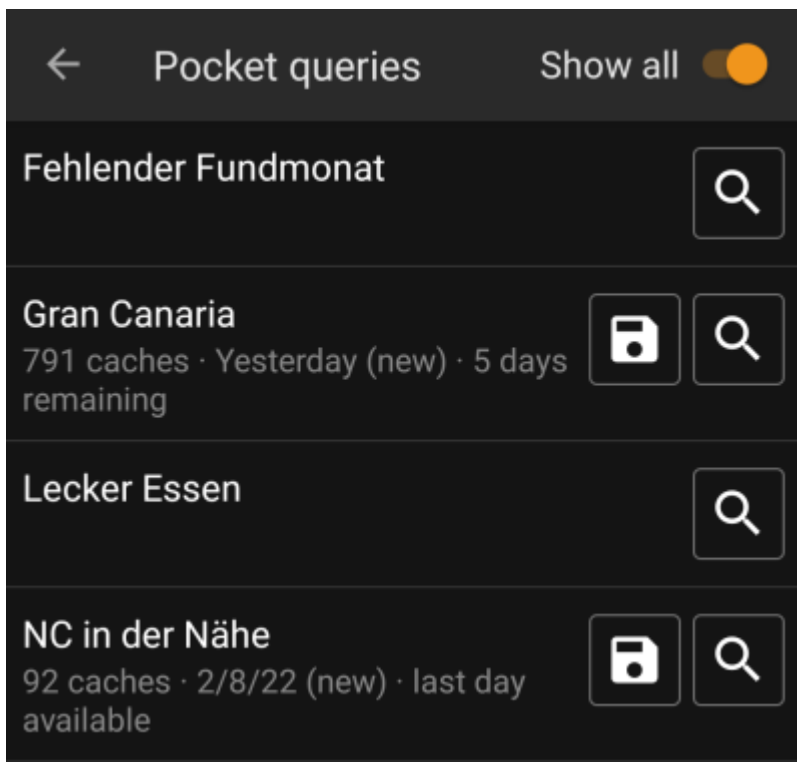 Pocket queries Show all
Fehlender Fundmonat
Gran Canaria
791 caches · Yesterday (new) · 5 days
remaining
Lecker Essen
NC in der Nähe
92 caches · 2/8/22 (new) · last day
available